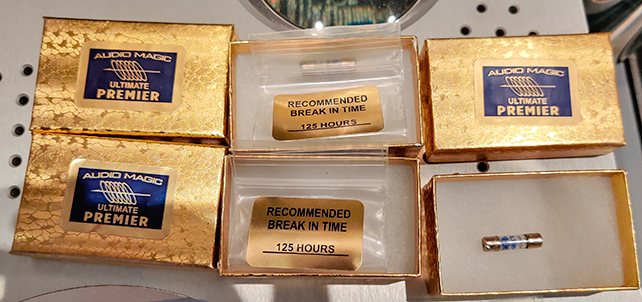 AUDIO MAGIC
ULTIMATE
PREMIER
RECOMMENDED
BREAK IN TIME
125 HOURS
AUDIO MAGIC
ULTIMATE
PREMIER
AUDIO MAGIC
ULTIMATE
PREMIER
RECOMMENDED
BREAK IN TIME
125 HOURS